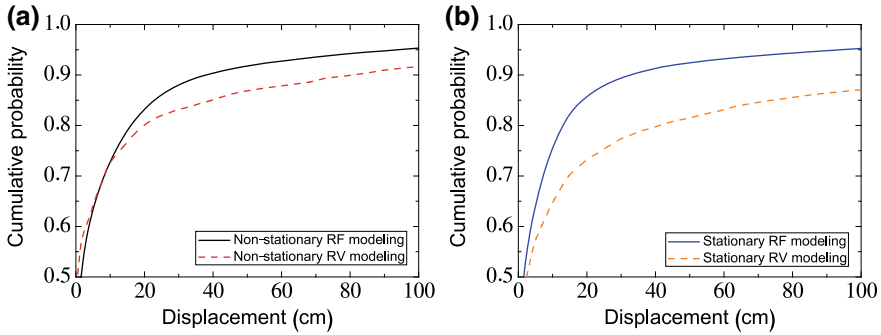 (a)
1.0
0.9
0.8
0.7
0.6
0.5
Cumulative probability
Non-stationary RF modeling
Non-stationary RV modeling
0 20 40 60 80 100
Displacement (cm)
(b)
1.0
0.9
0.8
0.7
0.6
0.5
Cumulative probability
Stationary RF modeling
Stationary RV modeling
0 20 40 60 80 100
Displacement (cm)